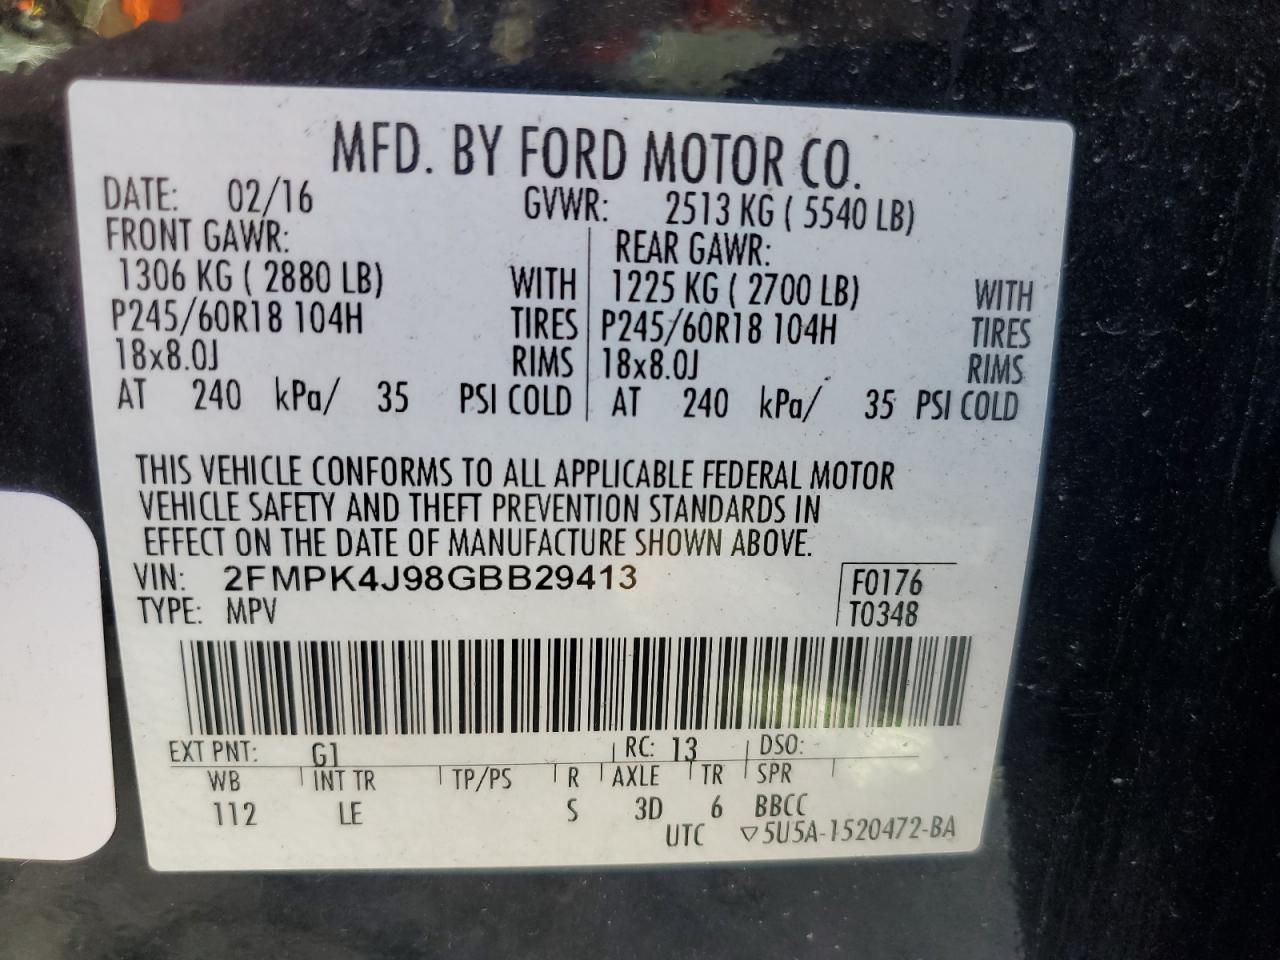 MFD. BY FORD MOTOR CO.
DATE: 02/16 GVWR: 2513 KG ( 5540 LB)
FRONT GAWR: REAR GAWR:
1306 KG ( 2880 LB) WITH 1225 KG ( 2700 LB) WITH
P245/60R18 104H TIRES P245/60R18 104H TIRES
18x8.0J RIMS 18x8.0J RIMS
AT 240 kPa/ 35 PSI COLD AT 240 kPa/ 35 PSI COLD
THIS VEHICLE CONFORMS TO ALL APPLICABLE FEDERAL MOTOR
VEHICLE SAFETY AND THEFT PREVENTION STANDARDS IN
EFFECT ON THE DATE OF MANUFACTURE SHOWN ABOVE.
VIN: 2FMPK4J98GBB29413 F0176
TYPE: MPV T0348
EXT PNT: G1 RC: 13 DSO:
WB INT TR TP/PS R AXLE TR SPR
112 LE S 3D 6 BBCC
UTC ▽5U5A-1520472-BA